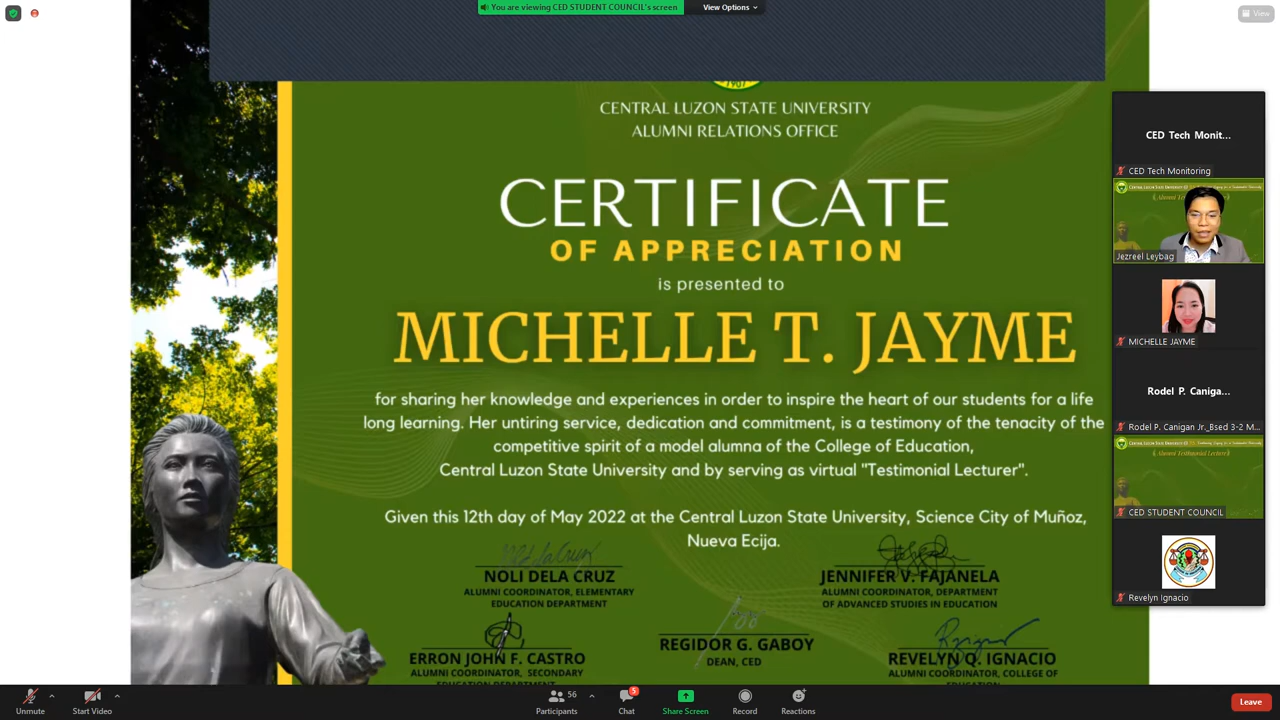 You are viewing CED STUDENT COUNCIL's screen
View Options
View
1907
CENTRAL LUZON STATE UNIVERSITY
ALUMNI RELATIONS OFFICE
CERTIFICATE
OF APPRECIATION
is presented to
MICHELLE T. JAYME
for sharing her knowledge and experiences in order to inspire the heart of our students for a life
long learning. Her untiring service, dedication and commitment, is a testimony of the tenacity of the
competitive spirit of a model alumna of the College of Education,
Central Luzon State University and by serving as virtual "Testimonial Lecturer".
Given this 12th day of May 2022 at the Central Luzon State University, Science City of Muñoz,
Nueva Ecija.
NOLI DELA CRUZ
ALUMNI COORDINATOR, ELEMENTARY
EDUCATION DEPARTMENT
JENNIFER V. FAJANELA
ALUMNI COORDINATOR, DEPARTMENT
OF ADVANCED STUDIES IN EDUCATION
ERRON JOHN F. CASTRO
ALUMNI COORDINATOR, SECONDARY
EDUCATION DEPARTMENT
REGIDOR G. GABOY
DEAN, CED
REVELYN Q. IGNACIO
ALUMNI COORDINATOR, COLLEGE OF
EDUCATION
CED Tech Monit...
CED Tech Monitoring
Jezreel Leybag
MICHELLE JAYME
Rodel P. Caniga...
Rodel P. Canigan Jr._Bsed 3-2 M...
Alumni Testimonial Lecture
CED STUDENT COUNCIL
Revelyn Ignacio
Unmute
Start Video
56
Participants
5
Chat
Share Screen
Record
Reactions
Leave